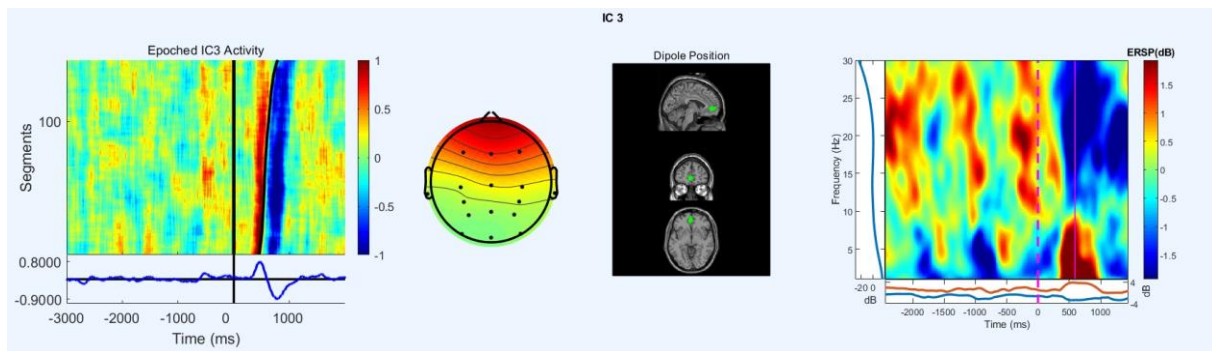 IC 3
Epoched IC3 Activity
Segments
100
1
0.5
0
-0.5
-1
0.8000
-0.9000
-3000 -2000 -1000 0 1000
Time (ms)
Dipole Position
ERSP(dB)
Frequency (Hz)
30
25
20
15
10
5
1.5
1
0.5
0
-0.5
-1
-1.5
-20 0
dB
4
-4
dB
-2000 -1500 -1000 -500 0 500 1000
Time (ms)